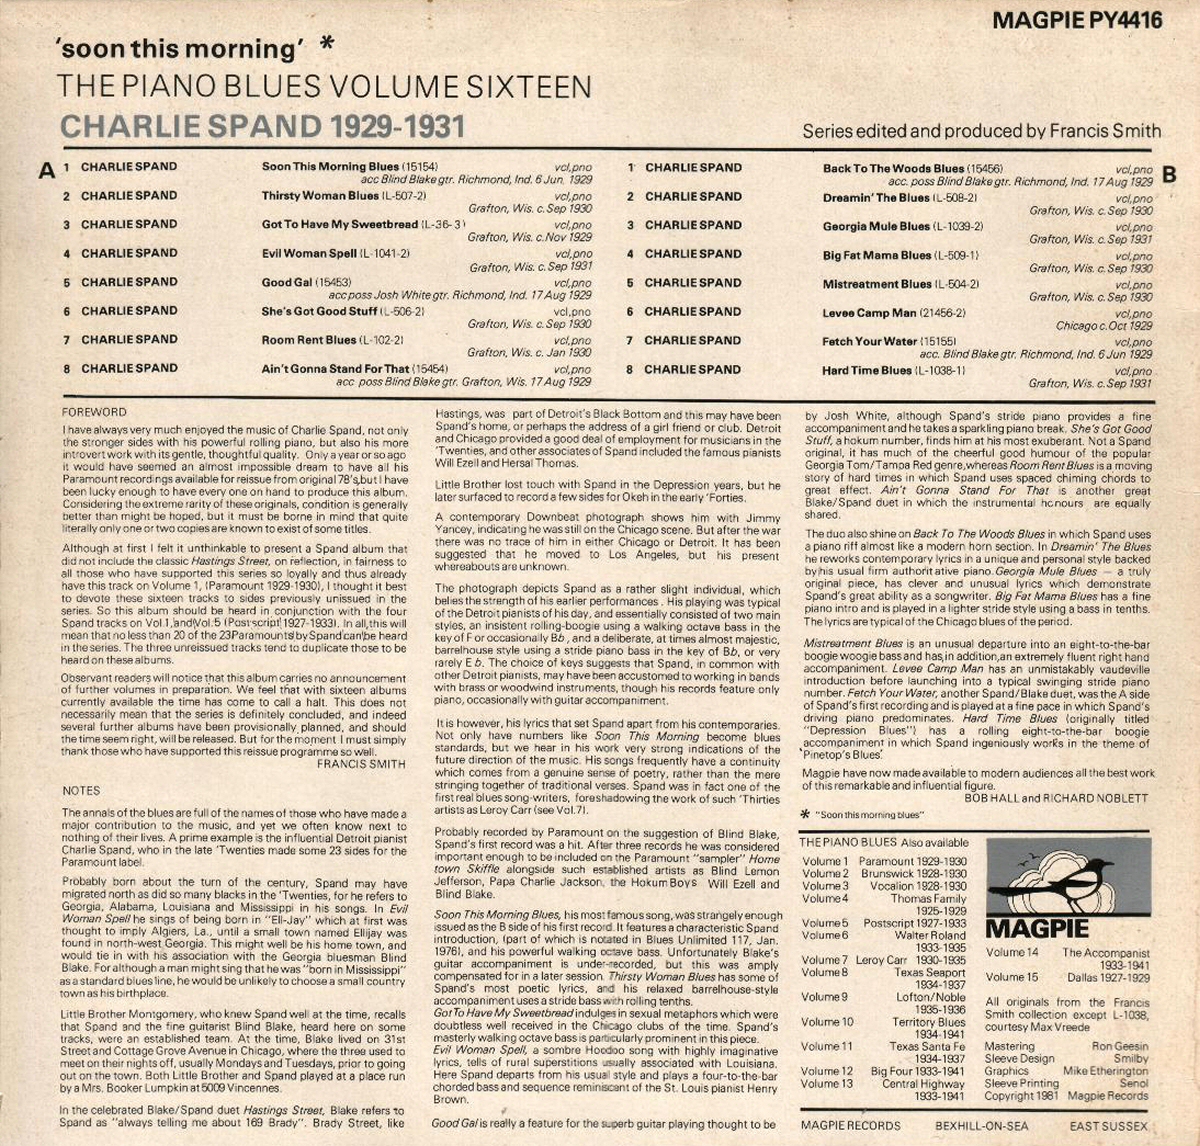 MAGPIE PY4416
'soon this morning' *
THE PIANO BLUES VOLUME SIXTEEN
CHARLIE SPAND 1929-1931
Series edited and produced by Francis Smith
A
1 CHARLIE SPAND Soon This Morning Blues (15154) vcl,pno
acc Blind Blake gtr. Richmond, Ind. 6 Jun 1929
2 CHARLIE SPAND Thirsty Woman Blues (L-507-2) vcl,pno
Grafton, Wis. c. Sep 1930
3 CHARLIE SPAND Got To Have My Sweetbread (L-36-3) vcl,pno
Grafton, Wis. c. Nov 1929
4 CHARLIE SPAND Evil Woman Spell (L-1041-2) vcl,pno
Grafton, Wis. c. Sep 1931
5 CHARLIE SPAND Good Gal (15453) vcl,pno
acc poss Josh White gtr. Richmond, Ind. 17 Aug 1929
6 CHARLIE SPAND She's Got Good Stuff (L-506-2) vcl,pno
Grafton, Wis. c. Sep 1930
7 CHARLIE SPAND Room Rent Blues (L-102-2) vcl,pno
Grafton, Wis. c. Jan 1930
8 CHARLIE SPAND Ain't Gonna Stand For That (15454) vcl,pno
acc poss Blind Blake gtr. Grafton, Wis. 17 Aug 1929
B
1 CHARLIE SPAND Back To The Woods Blues (15456) vcl,pno
acc. poss Blind Blake gtr. Richmond, Ind. 17 Aug 1929
2 CHARLIE SPAND Dreamin' The Blues (L-508-2) vcl,pno
Grafton, Wis. c. Sep 1930
3 CHARLIE SPAND Georgia Mule Blues (L-1039-2) vcl,pno
Grafton, Wis. c. Sep 1931
4 CHARLIE SPAND Big Fat Mama Blues (L-509-1) vcl,pno
Grafton, Wis. c. Sep 1930
5 CHARLIE SPAND Mistreatment Blues (L-504-2) vcl,pno
Grafton, Wis. c. Sep 1930
6 CHARLIE SPAND Levee Camp Man (21456-2) vcl,pno
Chicago c. Oct 1929
7 CHARLIE SPAND Fetch Your Water (15155) vcl,pno
acc. Blind Blake gtr. Richmond, Ind. 6 Jun 1929
8 CHARLIE SPAND Hard Time Blues (L-1038-1) vcl,pno
Grafton, Wis. c. Sep 1931
FOREWORD
I have always very much enjoyed the music of Charlie Spand, not only
the stronger sides with his powerful rolling piano, but also his more
introvert work with its gentle, thoughtful quality. Only a year or so ago
it would have seemed an almost impossible dream to have all his
Paramount recordings available for reissue from original 78's, but I have
been lucky enough to have every one on hand to produce this album.
Considering the extreme rarity of these originals, condition is generally
better than might be hoped, but it must be borne in mind that quite
literally only one or two copies are known to exist of some titles.
Although at first I felt it unthinkable to present a Spand album that
did not include the classic Hastings Street, on reflection, in fairness to
all those who have supported this series so loyally and thus already
have this track on Volume 1, (Paramount 1929-1930), I thought it best
to devote these sixteen tracks to sides previously unissued in the
series. So this album should be heard in conjunction with the four
Spand tracks on Vol.1, and Vol.5 (Postscript 1927-1933). In all, this will
mean that no less than 20 of the 23 Paramounts by Spand can be heard
in the series. The three unreissued tracks tend to duplicate those to be
heard on these albums.
Observant readers will notice that this album carries no announcement
of further volumes in preparation. We feel that with sixteen albums
currently available the time has come to call a halt. This does not
necessarily mean that the series is definitely concluded, and indeed
several further albums have been provisionally planned, and should
the time seem right, will be released. But for the moment I must simply
thank those who have supported this reissue programme so well.
FRANCIS SMITH
NOTES
The annals of the blues are full of the names of those who have made a
major contribution to the music, and yet we often know next to
nothing of their lives. A prime example is the influential Detroit pianist
Charlie Spand, who in the late 'Twenties made some 23 sides for the
Paramount label.
Probably born about the turn of the century, Spand may have
migrated north as did so many blacks in the 'Twenties, for he refers to
Georgia, Alabama, Louisiana and Mississippi in his songs. In Evil
Woman Spell he sings of being born in "Ell-Jay" which at first was
thought to imply Algiers, La., until a small town named Ellijay was
found in north-west Georgia. This might well be his home town, and
would tie in with his association with the Georgia bluesman Blind
Blake. For although a man might sing that he was "born in Mississippi"
as a standard blues line, he would be unlikely to choose a small country
town as his birthplace.
Little Brother Montgomery, who knew Spand well at the time, recalls
that Spand and the fine guitarist Blind Blake, heard here on some
tracks, were an established team. At the time, Blake lived on 31st
Street and Cottage Grove Avenue in Chicago, where the three used to
meet on their nights off, usually Mondays and Tuesdays, prior to going
out on the town. Both Little Brother and Spand played at a place run
by a Mrs. Booker Lumpkin at 5009 Vincennes.
In the celebrated Blake/Spand duet Hastings Street, Blake refers to
Spand as "always telling me about 169 Brady". Brady Street, like
Hastings, was part of Detroit's Black Bottom and this may have been
Spand's home, or perhaps the address of a girl friend or club. Detroit
and Chicago provided a good deal of employment for musicians in the
'Twenties, and other associates of Spand included the famous pianists
Will Ezell and Hersal Thomas.
Little Brother lost touch with Spand in the Depression years, but he
later surfaced to record a few sides for Okeh in the early 'Forties.
A contemporary Downbeat photograph shows him with Jimmy
Yancey, indicating he was still on the Chicago scene. But after the war
there was no trace of him in either Chicago or Detroit. It has been
suggested that he moved to Los Angeles, but his present
whereabouts are unknown.
The photograph depicts Spand as a rather slight individual, which
belies the strength of his earlier performances. His playing was typical
of the Detroit pianists of his day, and essentially consisted of two main
styles, an insistent rolling-boogie using a walking octave bass in the
key of F or occasionally Bb, and a deliberate, at times almost majestic,
barrelhouse style using a stride piano bass in the key of Bb, or very
rarely Eb. The choice of keys suggests that Spand, in common with
other Detroit pianists, may have been accustomed to working in bands
with brass or woodwind instruments, though his records feature only
piano, occasionally with guitar accompaniment.
It is however, his lyrics that set Spand apart from his contemporaries.
Not only have numbers like Soon This Morning become blues
standards, but we hear in his work very strong indications of the
future direction of the music. His songs frequently have a continuity
which comes from a genuine sense of poetry, rather than the mere
stringing together of traditional verses. Spand was in fact one of the
first real blues song-writers, foreshadowing the work of such 'Thirties
artists as Leroy Carr (see Vol.7).
Probably recorded by Paramount on the suggestion of Blind Blake,
Spand's first record was a hit. After three records he was considered
important enough to be included on the Paramount "sampler" Home
town Skiffle alongside such established artists as Blind Lemon
Jefferson, Papa Charlie Jackson, the Hokum Boys Will Ezell and
Blind Blake.
Soon This Morning Blues, his most famous song, was strangely enough
issued as the B side of his first record. It features a characteristic Spand
introduction, (part of which is notated in Blues Unlimited 117, Jan.
1976), and his powerful walking octave bass. Unfortunately Blake's
guitar accompaniment is under-recorded, but this was amply
compensated for in a later session. Thirsty Woman Blues has some of
Spand's most poetic lyrics, and his relaxed barrelhouse-style
accompaniment uses a stride bass with rolling tenths.
Got To Have My Sweetbread indulges in sexual metaphors which were
doubtless well received in the Chicago clubs of the time. Spand's
masterly walking octave bass is particularly prominent in this piece.
Evil Woman Spell, a sombre Hoodoo song with highly imaginative
lyrics, tells of rural superstitions usually associated with Louisiana.
Here Spand departs from his usual style and plays a four-to-the-bar
chorded bass and sequence reminiscent of the St. Louis pianist Henry
Brown.
Good Gal is really a feature for the superb guitar playing thought to be
by Josh White, although Spand's stride piano provides a fine
accompaniment and he takes a sparkling piano break. She's Got Good
Stuff, a hokum number, finds him at his most exuberant. Not a Spand
original, it has much of the cheerful good humour of the popular
Georgia Tom/Tampa Red genre, whereas Room Rent Blues is a moving
story of hard times in which Spand uses spaced chiming chords to
great effect. Ain't Gonna Stand For That is another great
Blake/Spand duet in which the instrumental honours are equally
shared.
The duo also shine on Back To The Woods Blues in which Spand uses
a piano riff almost like a modern horn section. In Dreamin' The Blues
he reworks contemporary lyrics in a unique and personal style backed
by his usual firm authoritative piano. Georgia Mule Blues — a truly
original piece, has clever and unusual lyrics which demonstrate
Spand's great ability as a songwriter. Big Fat Mama Blues has a fine
piano intro and is played in a lighter stride style using a bass in tenths.
The lyrics are typical of the Chicago blues of the period.
Mistreatment Blues is an unusual departure into an eight-to-the-bar
boogie woogie bass and has, in addition, an extremely fluent right hand
accompaniment. Levee Camp Man has an unmistakably vaudeville
introduction before launching into a typical swinging stride piano
number. Fetch Your Water, another Spand/Blake duet, was the A side
of Spand's first recording and is played at a fine pace in which Spand's
driving piano predominates. Hard Time Blues (originally titled
"Depression Blues") has a rolling eight-to-the-bar boogie
accompaniment in which Spand ingeniously works in the theme of
'Pinetop's Blues'.
Magpie have now made available to modern audiences all the best work
of this remarkable and influential figure.
BOB HALL and RICHARD NOBLETT
* "Soon this morning blues"
THE PIANO BLUES Also available
Volume 1 Paramount 1929-1930
Volume 2 Brunswick 1928-1930
Volume 3 Vocalion 1928-1930
Volume 4 Thomas Family
1925-1929
Volume 5 Postscript 1927-1933
Volume 6 Walter Roland
1933-1935
Volume 7 Leroy Carr 1930-1935
Volume 8 Texas Seaport
1934-1937
Volume 9 Lofton/Noble
1935-1936
Volume 10 Territory Blues
1934-1941
Volume 11 Texas Santa Fe
1934-1937
Volume 12 Big Four 1933-1941
Volume 13 Central Highway
1933-1941
MAGPIE
Volume 14 The Accompanist
1933-1941
Volume 15 Dallas 1927-1929
All originals from the Francis
Smith collection except L-1038,
courtesy Max Vreede
Mastering Ron Geesin
Sleeve Design Smilby
Graphics Mike Etherington
Sleeve Printing Senol
Copyright 1981 Magpie Records
MAGPIE RECORDS BEXHILL-ON-SEA EAST SUSSEX